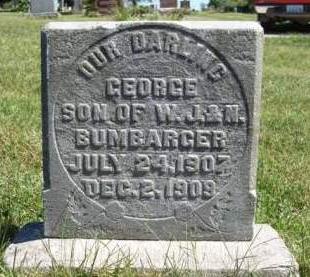 OUR DARLING
GEORGE
SON OF W. J. & N.
BUMBARGER
JULY 24, 1907
DEC. 2, 1909